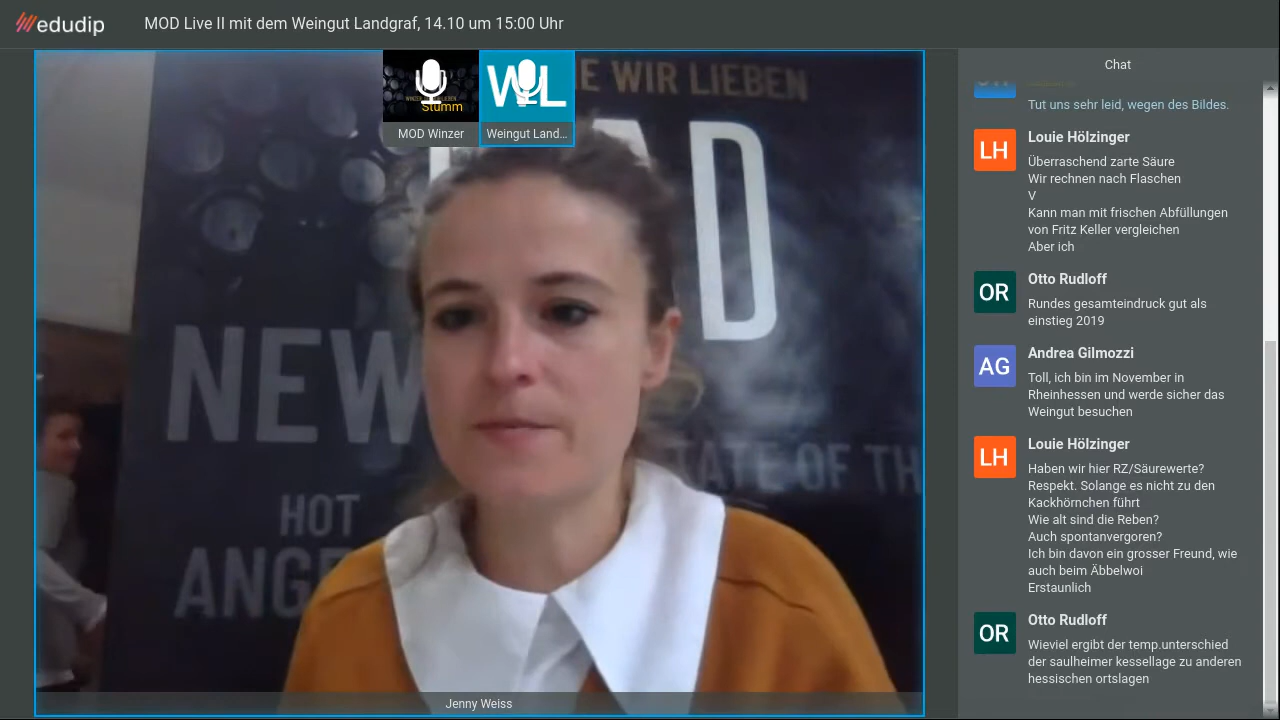 edudip
MOD Live II mit dem Weingut Landgraf, 14.10 um 15:00 Uhr
Stumm
MOD Winzer
WL
Weingut Land...
E WIR LIEBEN
D
NEW
TATE OF TH
HOT
ANGE
Jenny Weiss
Chat
Tut uns sehr leid, wegen des Bildes.
LH
Louie Hölzinger
Überraschend zarte Säure
Wir rechnen nach Flaschen
V
Kann man mit frischen Abfüllungen
von Fritz Keller vergleichen
Aber ich
OR
Otto Rudloff
Rundes gesamteindruck gut als
einstieg 2019
AG
Andrea Gilmozzi
Toll, ich bin im November in
Rheinhessen und werde sicher das
Weingut besuchen
LH
Louie Hölzinger
Haben wir hier RZ/Säurewerte?
Respekt. Solange es nicht zu den
Kackhörnchen führt
Wie alt sind die Reben?
Auch spontanvergoren?
Ich bin davon ein grosser Freund, wie
auch beim Äbbelwoi
Erstaunlich
OR
Otto Rudloff
Wieviel ergibt der temp.unterschied
der saulheimer kessellage zu anderen
hessischen ortslagen